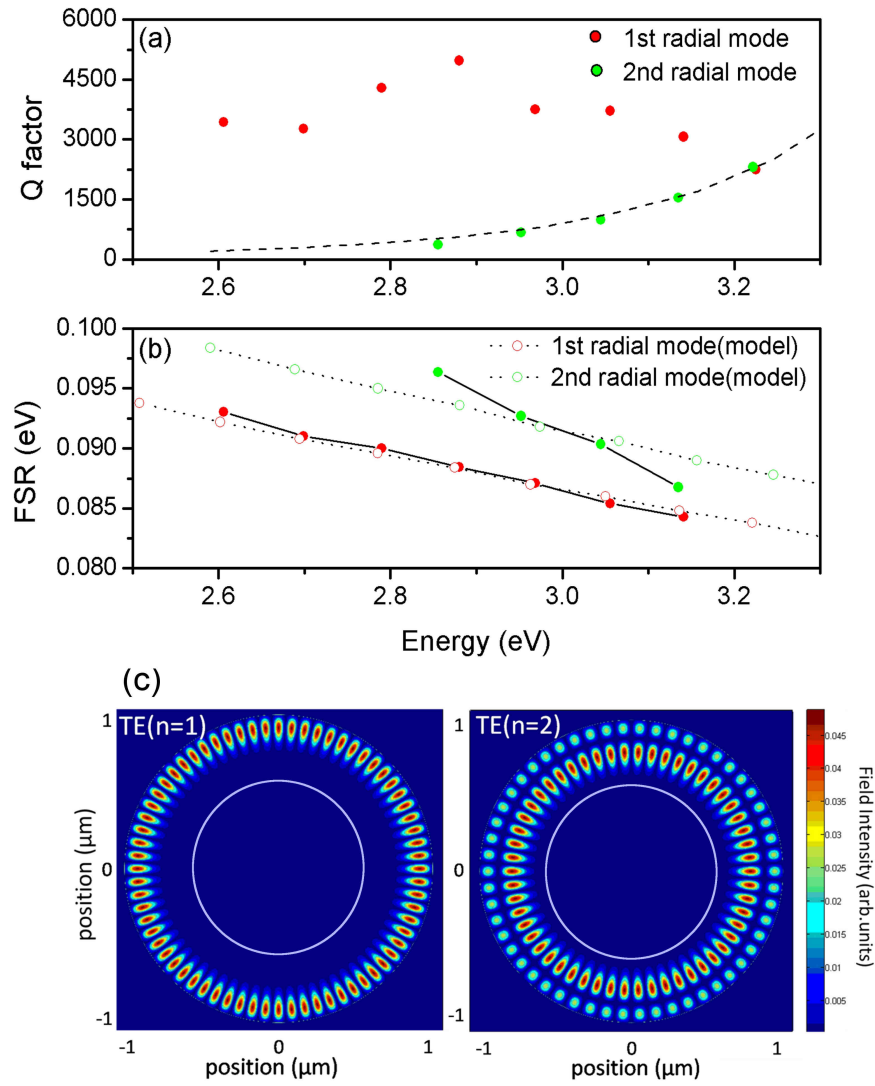 (a)
1st radial mode
2nd radial mode
6000
4500
3000
1500
0
Q factor
2.6
2.8
3.0
3.2
(b)
1st radial mode(model)
2nd radial mode(model)
0.100
0.095
0.090
0.085
0.080
FSR (eV)
2.6
2.8
3.0
3.2
Energy (eV)
(c)
TE(n=1)
1
0
-1
position (μm)
-1
0
1
position (μm)
TE(n=2)
1
0
-1
-1
0
1
position (μm)
0.045
0.04
0.035
0.03
0.025
0.02
0.015
0.01
0.005
Field Intensity (arb.units)